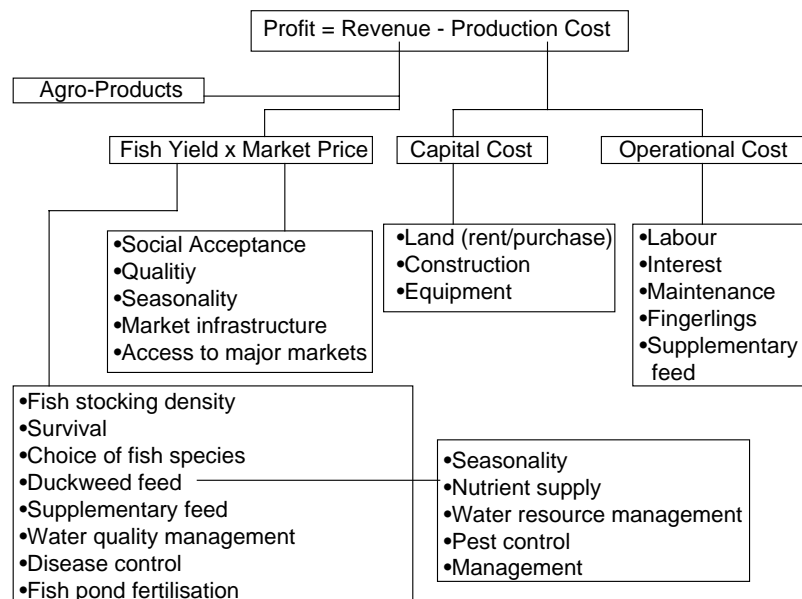 Profit = Revenue - Production Cost
Agro-Products
Fish Yield x Market Price
Capital Cost
Operational Cost
•Social Acceptance
•Qualitiy
•Seasonality
•Market infrastructure
•Access to major markets
•Land (rent/purchase)
•Construction
•Equipment
•Labour
•Interest
•Maintenance
•Fingerlings
•Supplementary
feed
•Fish stocking density
•Survival
•Choice of fish species
•Duckweed feed
•Supplementary feed
•Water quality management
•Disease control
•Fish pond fertilisation
•Seasonality
•Nutrient supply
•Water resource management
•Pest control
•Management